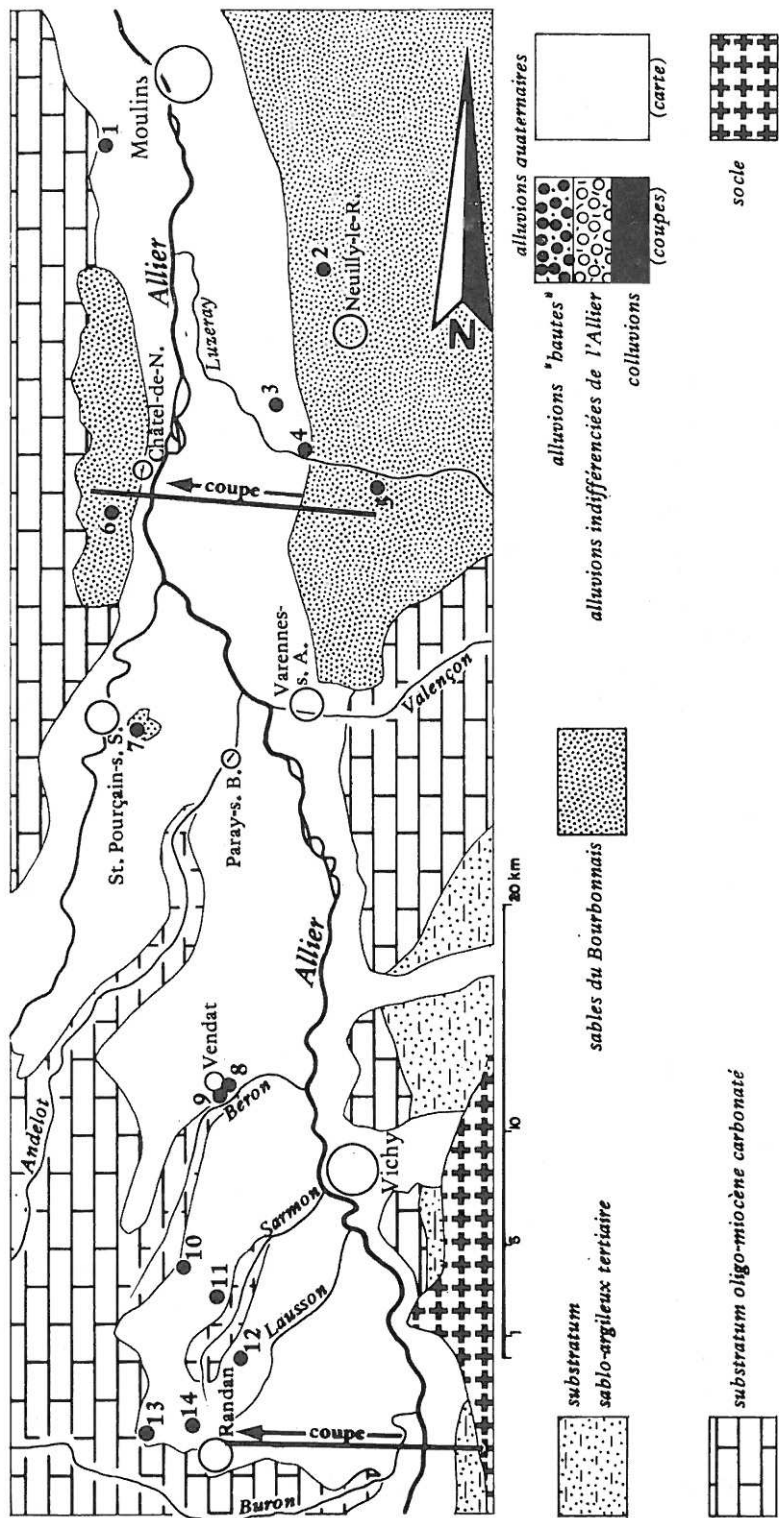 Moulins
1
Allier
Luzeray
2
Neuilly-le-R.
3
4
N
Châtel-de-N.
coupe
5
6
St. Pourçain-s. S.
7
Varennes-
s. A.
Valençon
Paray-s. B.
Allier
Andelot
Vendat
9
8
Béron
Vichy
Sarmon
10
11
Lausson
12
13
14
Randan
coupe
Buron
1
5
10
20 km
substratum
sablo-argileux tertiaire
substratum oligo-miocène carbonaté
sables du Bourbonnais
alluvions quaternaires
alluvions "hautes"
alluvions indifférenciées de l'Allier
colluvions
(coupes)
(carte)
socle